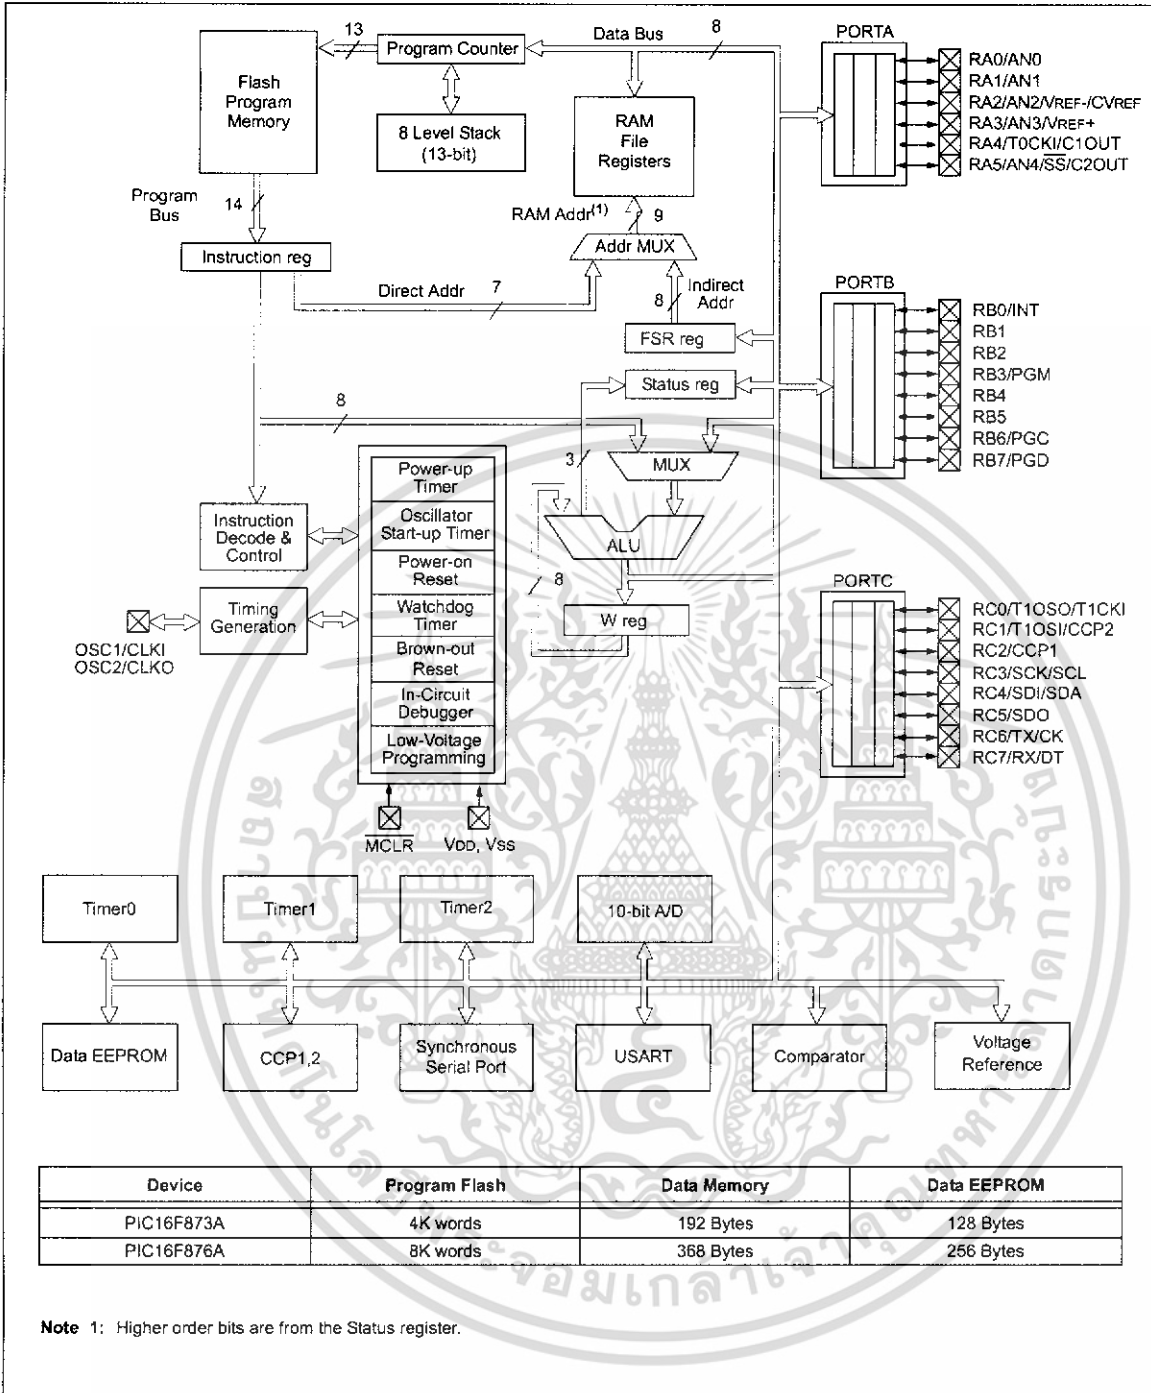 13
Program Counter
Data Bus
8
PORTA
Flash
Program
Memory
8 Level Stack
(13-bit)
RAM
File
Registers
RA0/AN0
RA1/AN1
RA2/AN2/VREF-/CVREF
RA3/AN3/VREF+
RA4/T0CKI/C1OUT
RA5/AN4/SS/C2OUT
Program
Bus
14
RAM Addr(1)
9
Instruction reg
Addr MUX
Direct Addr
7
8
Indirect
Addr
FSR reg
Status reg
PORTB
RB0/INT
RB1
RB2
RB3/PGM
RB4
RB5
RB6/PGC
RB7/PGD
8
3
MUX
ALU
8
W reg
Power-up
Timer
Oscillator
Start-up Timer
Power-on
Reset
Watchdog
Timer
Brown-out
Reset
In-Circuit
Debugger
Low-Voltage
Programming
Instruction
Decode &
Control
Timing
Generation
OSC1/CLKI
OSC2/CLKO
MCLR
VDD, VSS
PORTC
RC0/T1OSO/T1CKI
RC1/T1OSI/CCP2
RC2/CCP1
RC3/SCK/SCL
RC4/SDI/SDA
RC5/SDO
RC6/TX/CK
RC7/RX/DT
Timer0
Timer1
Timer2
10-bit A/D
Data EEPROM
CCP1,2
Synchronous
Serial Port
USART
Comparator
Voltage
Reference
Device Program Flash Data Memory Data EEPROM
PIC16F873A 4K words 192 Bytes 128 Bytes
PIC16F876A 8K words 368 Bytes 256 Bytes
Note 1: Higher order bits are from the Status register.